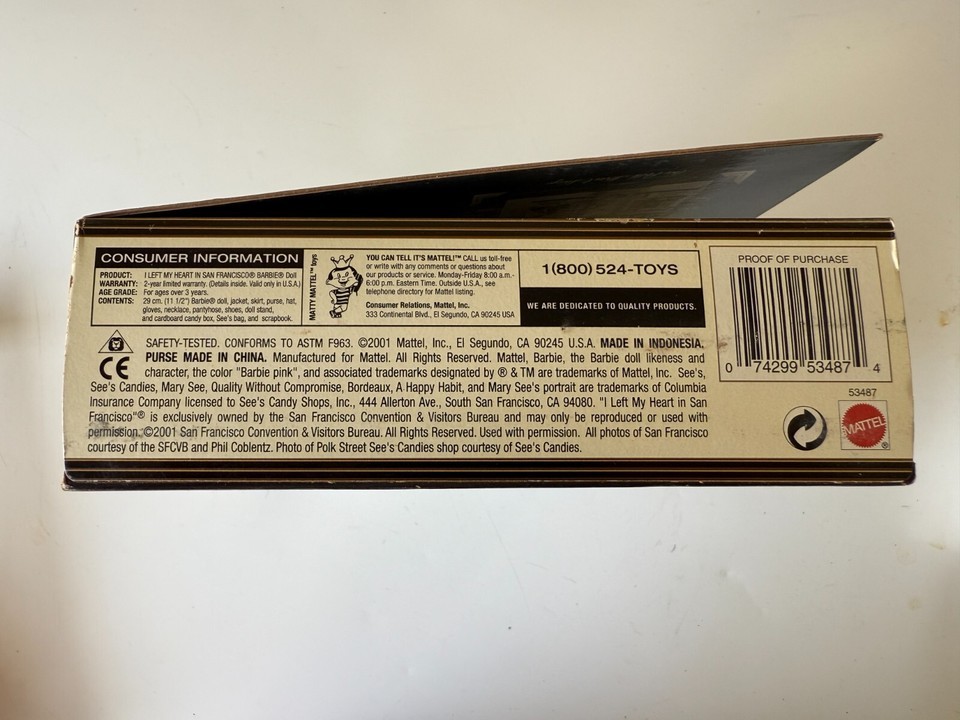 CONSUMER INFORMATION
PRODUCT: I LEFT MY HEART IN SAN FRANCISCO® BARBIE® Doll
WARRANTY: 2-year limited warranty. (Details inside. Valid only in U.S.A.)
AGE GRADE: For ages over 3 years.
CONTENTS: 29 cm. (11 1/2") Barbie® doll, jacket, skirt, purse, hat,
gloves, necklace, pantyhose, shoes, doll stand,
and cardboard candy box, See's bag, and scrapbook.
MATTY MATTEL™ toys
YOU CAN TELL IT'S MATTEL!™ CALL us toll-free
or write with any comments or questions about
our products or service. Monday-Friday 8:00 a.m.-
6:00 p.m. Eastern Time. Outside U.S.A., see
telephone directory for Mattel listing.
Consumer Relations, Mattel, Inc.
333 Continental Blvd., El Segundo, CA 90245 USA
1(800) 524-TOYS
WE ARE DEDICATED TO QUALITY PRODUCTS.
CE
SAFETY-TESTED. CONFORMS TO ASTM F963. ©2001 Mattel, Inc., El Segundo, CA 90245 U.S.A. MADE IN INDONESIA.
PURSE MADE IN CHINA. Manufactured for Mattel. All Rights Reserved. Mattel, Barbie, the Barbie doll likeness and
character, the color "Barbie pink", and associated trademarks designated by ® & TM are trademarks of Mattel, Inc. See's,
See's Candies, Mary See, Quality Without Compromise, Bordeaux, A Happy Habit, and Mary See's portrait are trademarks of Columbia
Insurance Company licensed to See's Candy Shops, Inc., 444 Allerton Ave., South San Francisco, CA 94080. "I Left My Heart in San
Francisco"® is exclusively owned by the San Francisco Convention & Visitors Bureau and may only be reproduced or used with
permission. ©2001 San Francisco Convention & Visitors Bureau. All Rights Reserved. Used with permission. All photos of San Francisco
courtesy of the SFCVB and Phil Coblentz. Photo of Polk Street See's Candies shop courtesy of See's Candies.
PROOF OF PURCHASE
0 74299 53487 4
53487
MATTEL®